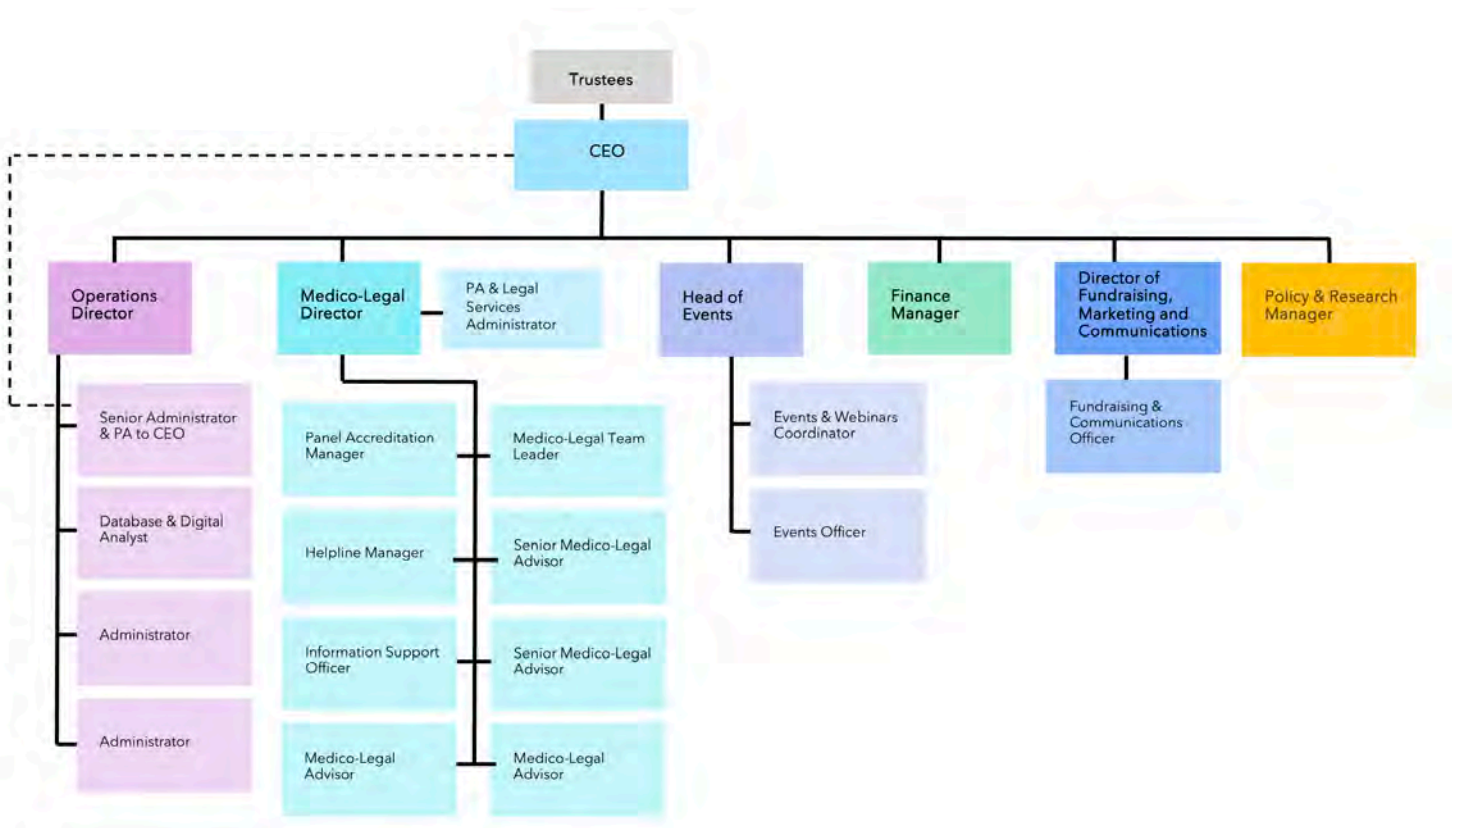 Trustees
CEO
Operations
Director
Medico-Legal
Director
PA & Legal
Services
Administrator
Head of
Events
Finance
Manager
Director of
Fundraising,
Marketing and
Communications
Policy & Research
Manager
Senior Administrator
& PA to CEO
Database & Digital
Analyst
Administrator
Administrator
Panel Accreditation
Manager
Medico-Legal Team
Leader
Helpline Manager
Senior Medico-Legal
Advisor
Information Support
Officer
Senior Medico-Legal
Advisor
Medico-Legal
Advisor
Medico-Legal
Advisor
Events & Webinars
Coordinator
Events Officer
Fundraising &
Communications
Officer